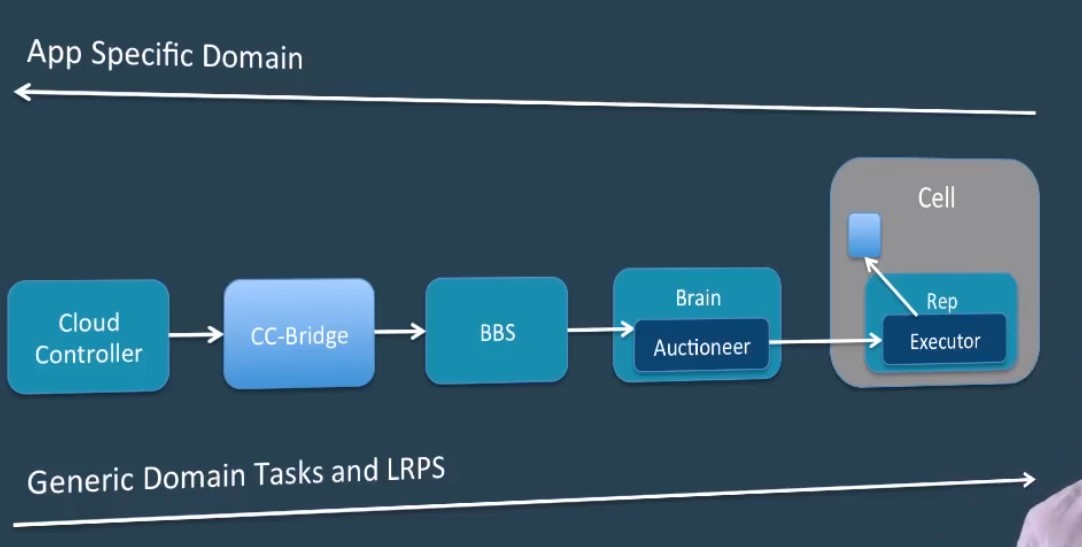 App Specific Domain
Cell
Cloud
Controller
CC-Bridge
BBS
Brain
Auctioneer
Rep
Executor
Generic Domain Tasks and LRPS